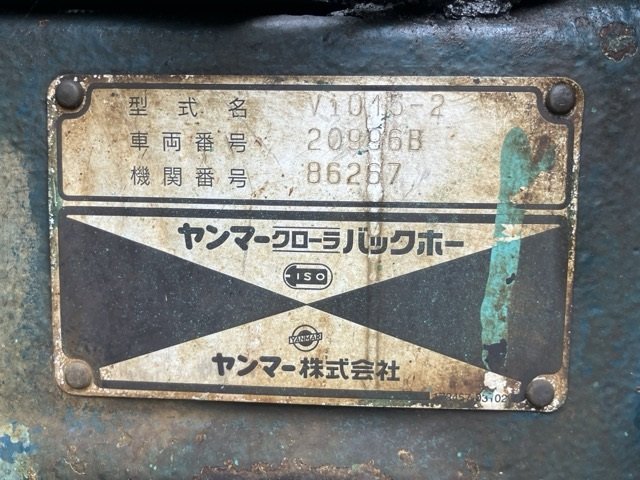 型式名 ViO15-2
車両番号 20996B
機関番号 86267
ヤンマークローラバックホー
ISO
YANMAR
ヤンマー株式会社